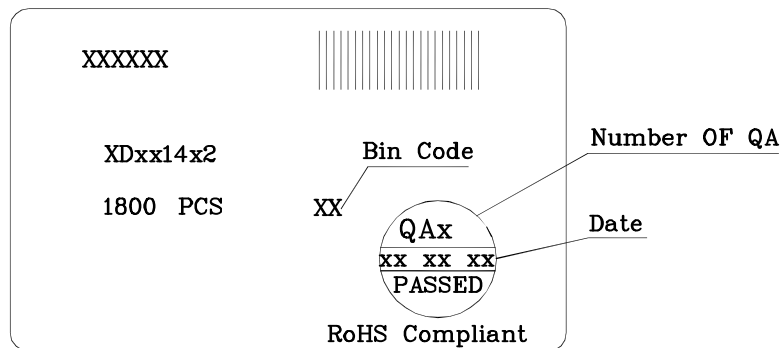 XXXXXX
XDxx14x2
Bin Code
Number OF QA
1800 PCS
XX
QAx
Date
xx xx xx
PASSED
RoHS Compliant